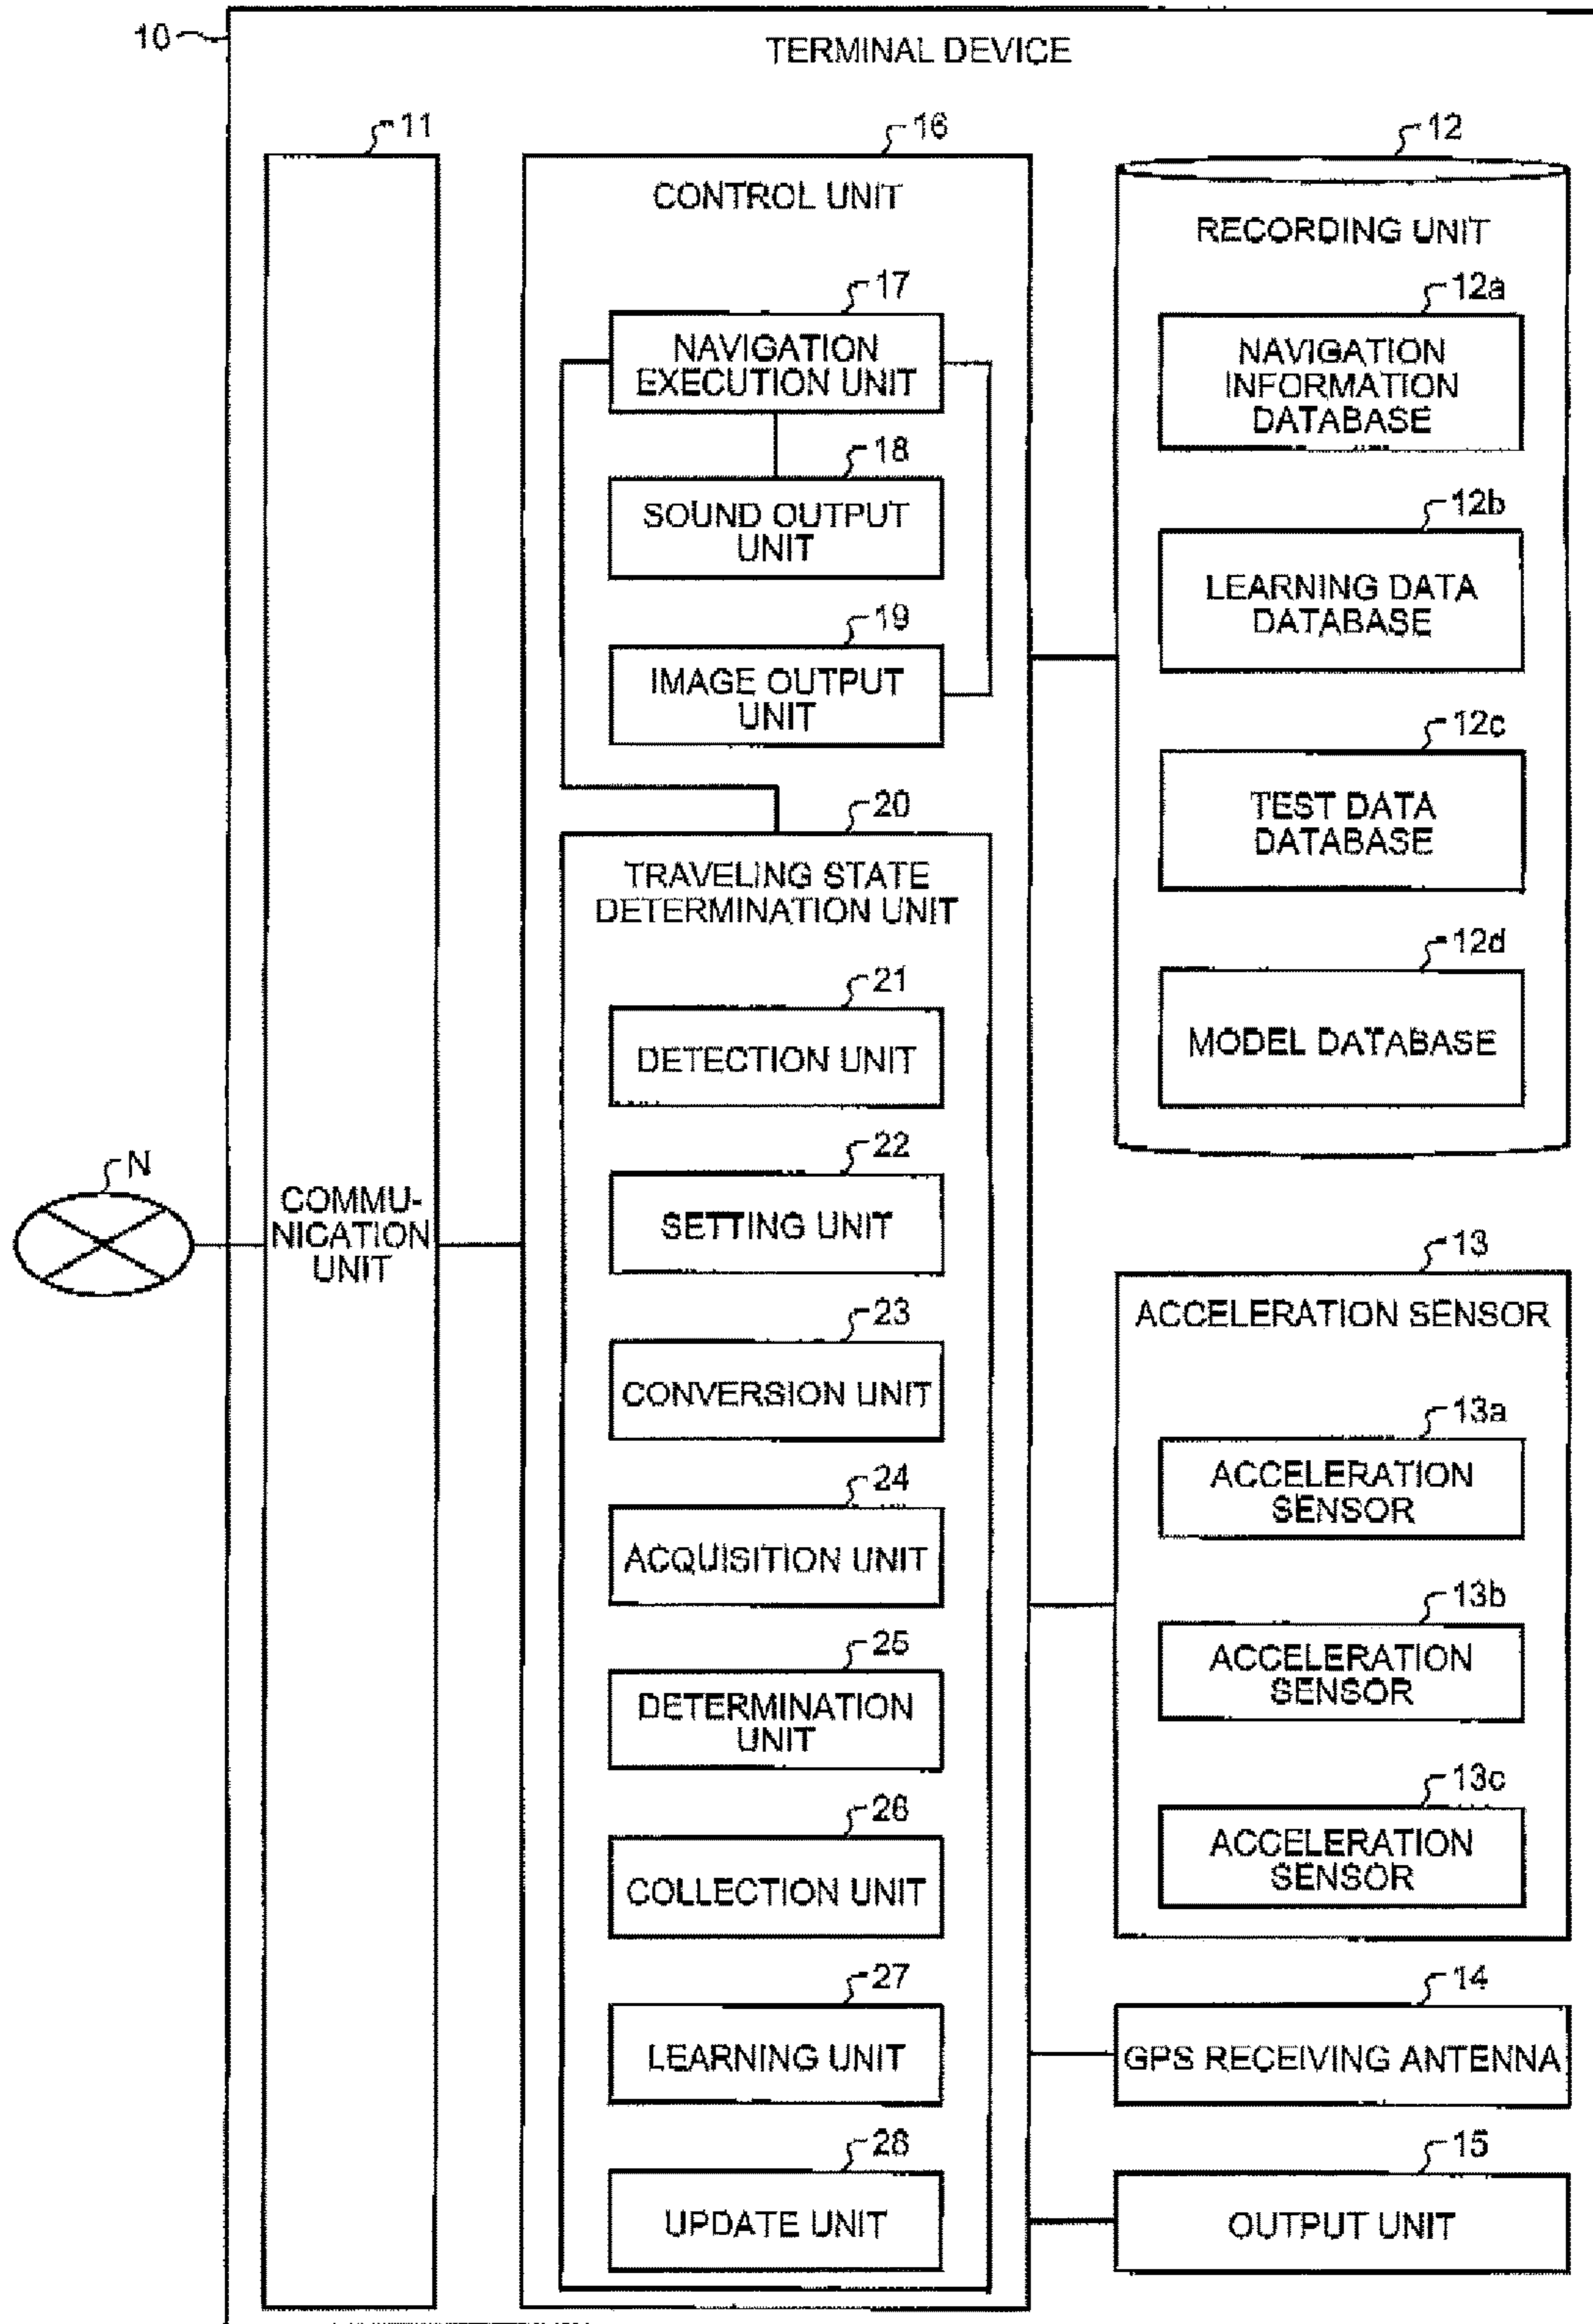 10
TERMINAL DEVICE
11
COMMU-
NICATION
UNIT
N
16
CONTROL UNIT
17
NAVIGATION
EXECUTION UNIT
18
SOUND OUTPUT
UNIT
19
IMAGE OUTPUT
UNIT
20
TRAVELING STATE
DETERMINATION UNIT
21
DETECTION UNIT
22
SETTING UNIT
23
CONVERSION UNIT
24
ACQUISITION UNIT
25
DETERMINATION
UNIT
26
COLLECTION UNIT
27
LEARNING UNIT
28
UPDATE UNIT
12
RECORDING UNIT
12a
NAVIGATION
INFORMATION
DATABASE
12b
LEARNING DATA
DATABASE
12c
TEST DATA
DATABASE
12d
MODEL DATABASE
13
ACCELERATION SENSOR
13a
ACCELERATION
SENSOR
13b
ACCELERATION
SENSOR
13c
ACCELERATION
SENSOR
14
GPS RECEIVING ANTENNA
15
OUTPUT UNIT